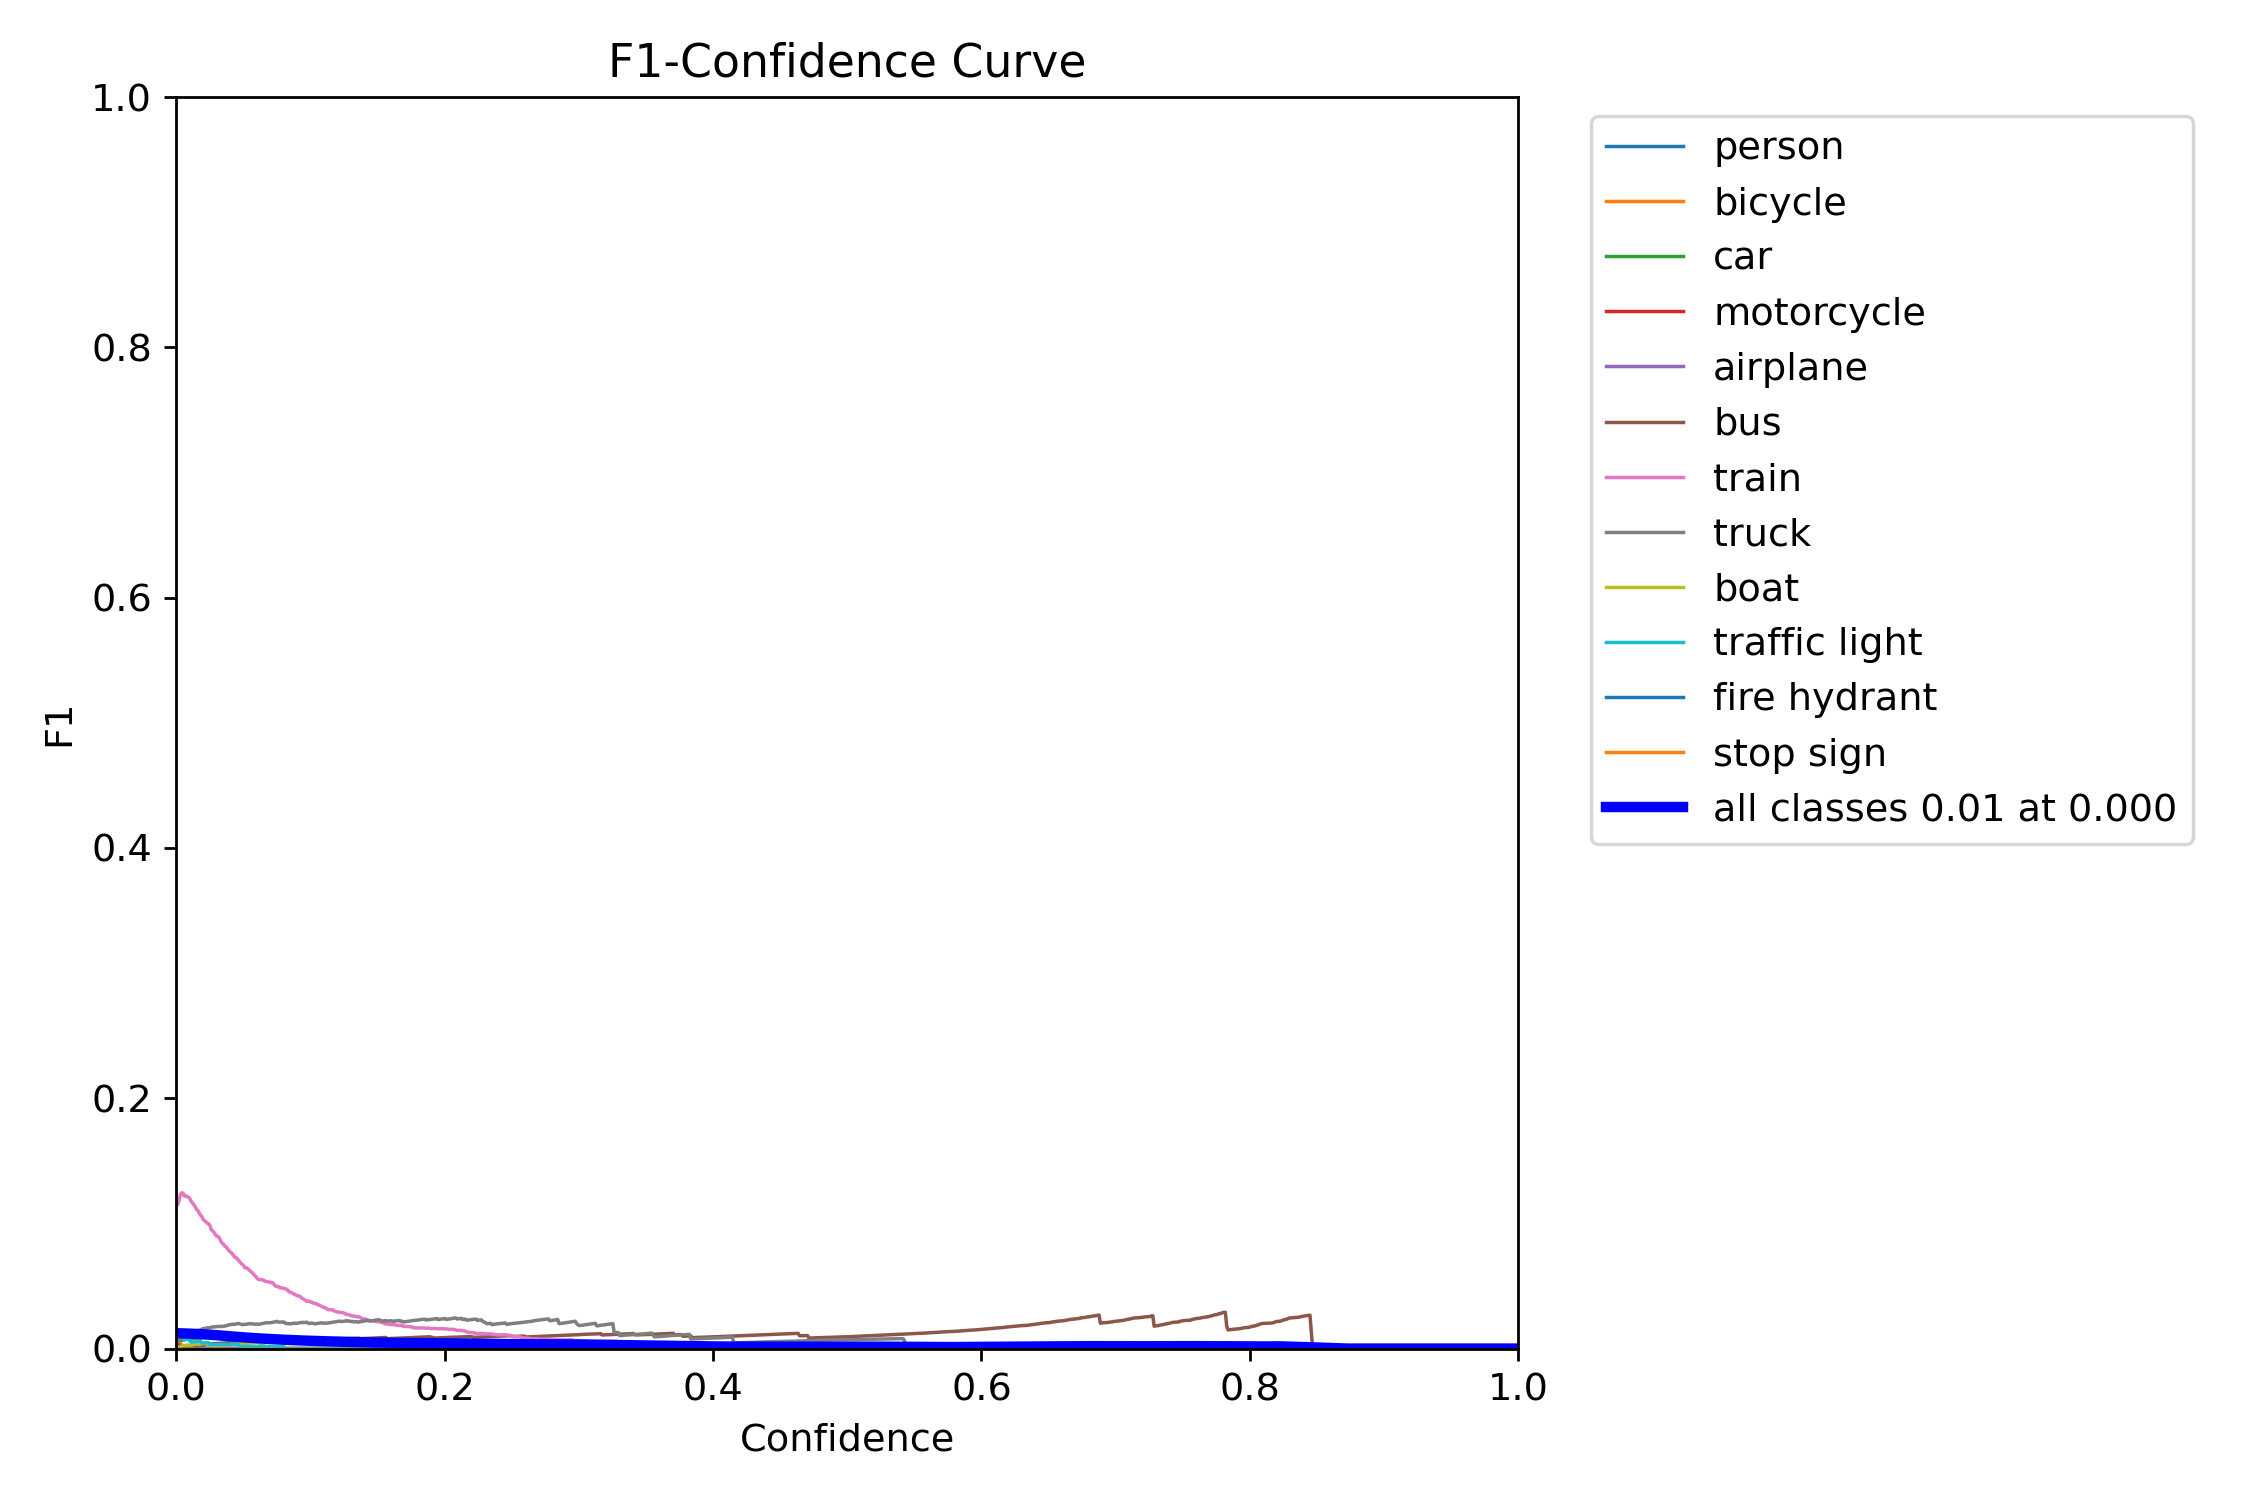 F1-Confidence Curve
1.0
0.8
0.6
0.4
0.2
0.0
F1
0.0 0.2 0.4 0.6 0.8 1.0
Confidence
person
bicycle
car
motorcycle
airplane
bus
train
truck
boat
traffic light
fire hydrant
stop sign
all classes 0.01 at 0.000